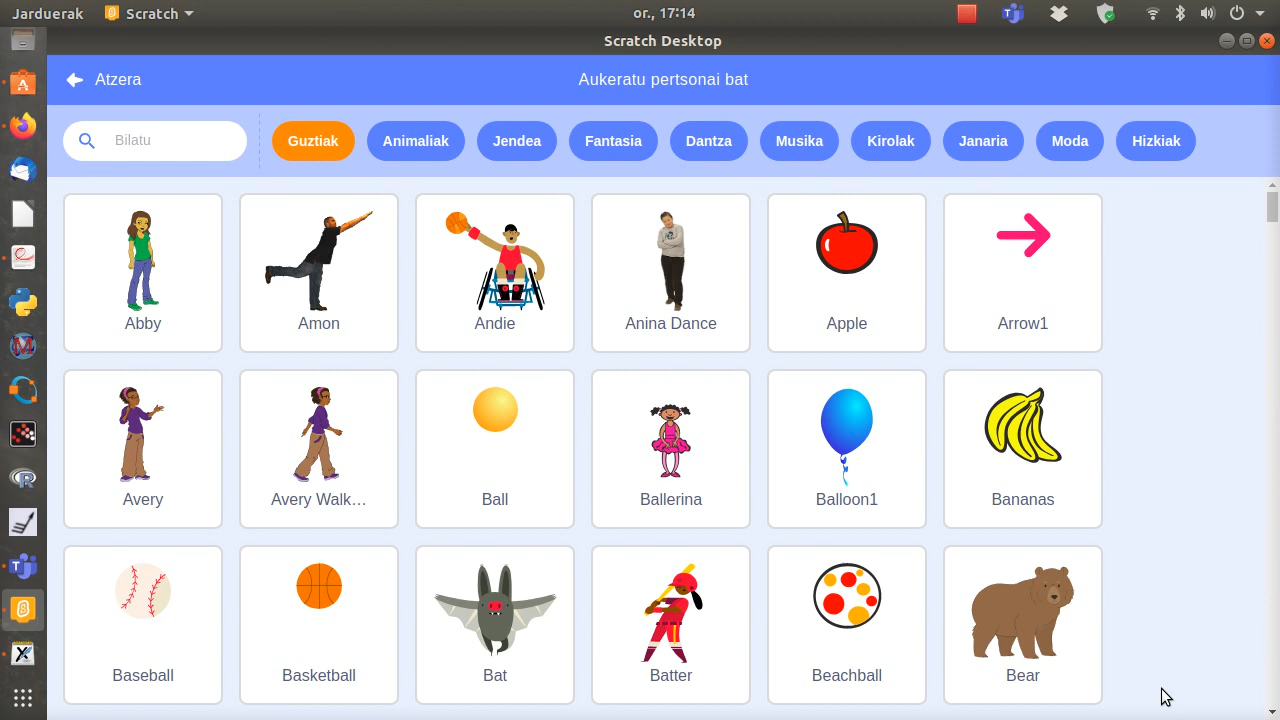 Jarduerak Scratch or., 17:14
Scratch Desktop
Atzera Aukeratu pertsonai bat
Bilatu Guztiak Animaliak Jendea Fantasia Dantza Musika Kirolak Janaria Moda Hizkiak
Abby Amon Andie Anina Dance Apple Arrow1
Avery Avery Walk... Ball Ballerina Balloon1 Bananas
Baseball Basketball Bat Batter Beachball Bear